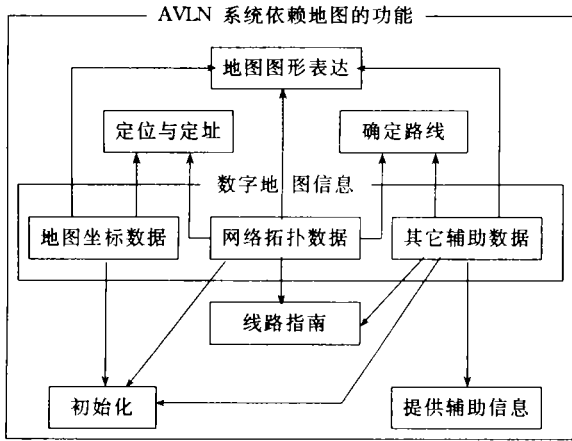 AVLN 系统依赖地图的功能
地图图形表达
定位与定址
确定路线
数字地图信息
地图坐标数据
网络拓扑数据
其它辅助数据
线路指南
初始化
提供辅助信息